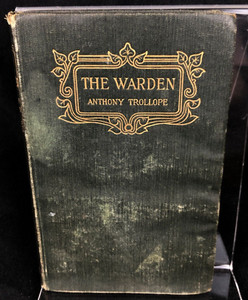 THE WARDEN
ANTHONY TROLLOPE